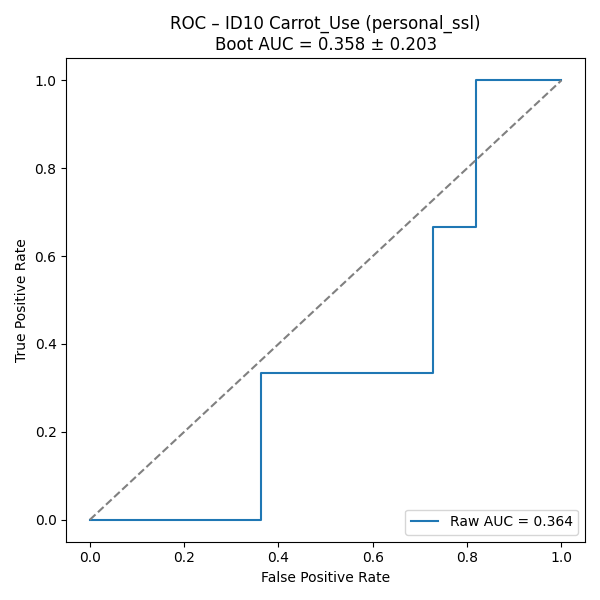 ROC – ID10 Carrot_Use (personal_ssl)
Boot AUC = 0.358 ± 0.203
True Positive Rate
1.0
0.8
0.6
0.4
0.2
0.0
Raw AUC = 0.364
0.0 0.2 0.4 0.6 0.8 1.0
False Positive Rate